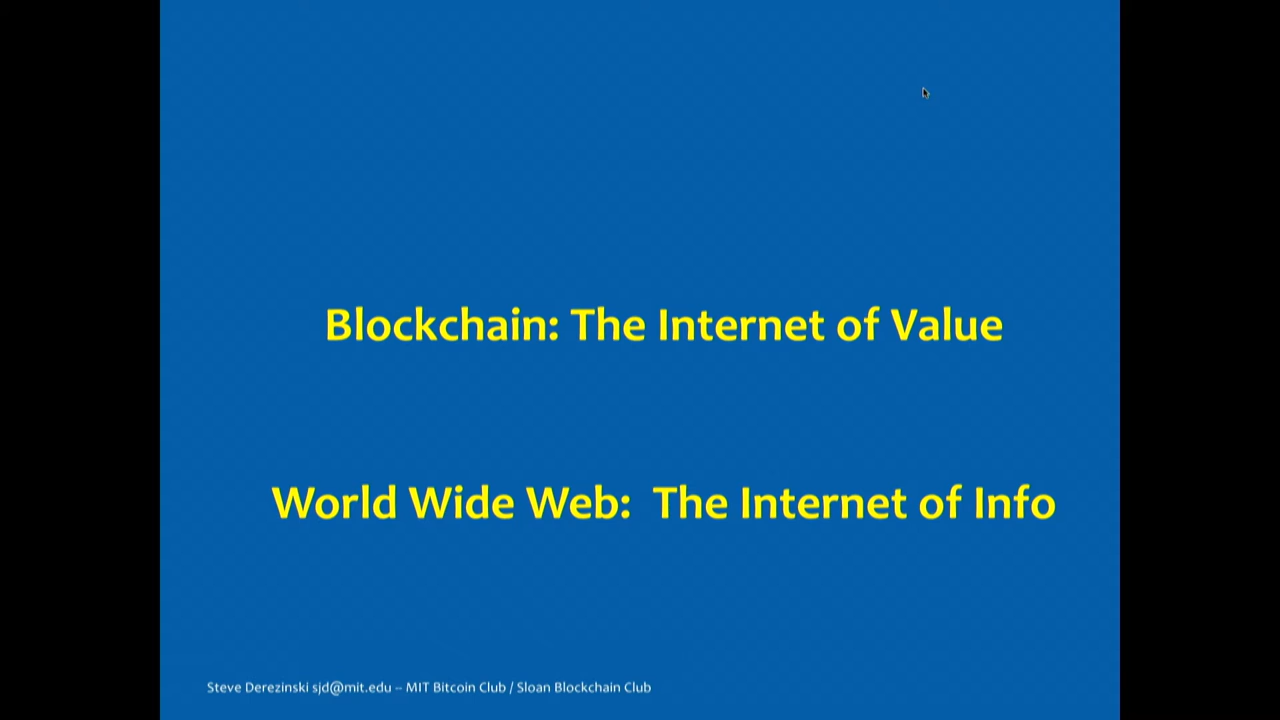 Blockchain: The Internet of Value
World Wide Web:  The Internet of Info
Steve Derezinski sjd@mit.edu -- MIT Bitcoin Club / Sloan Blockchain Club